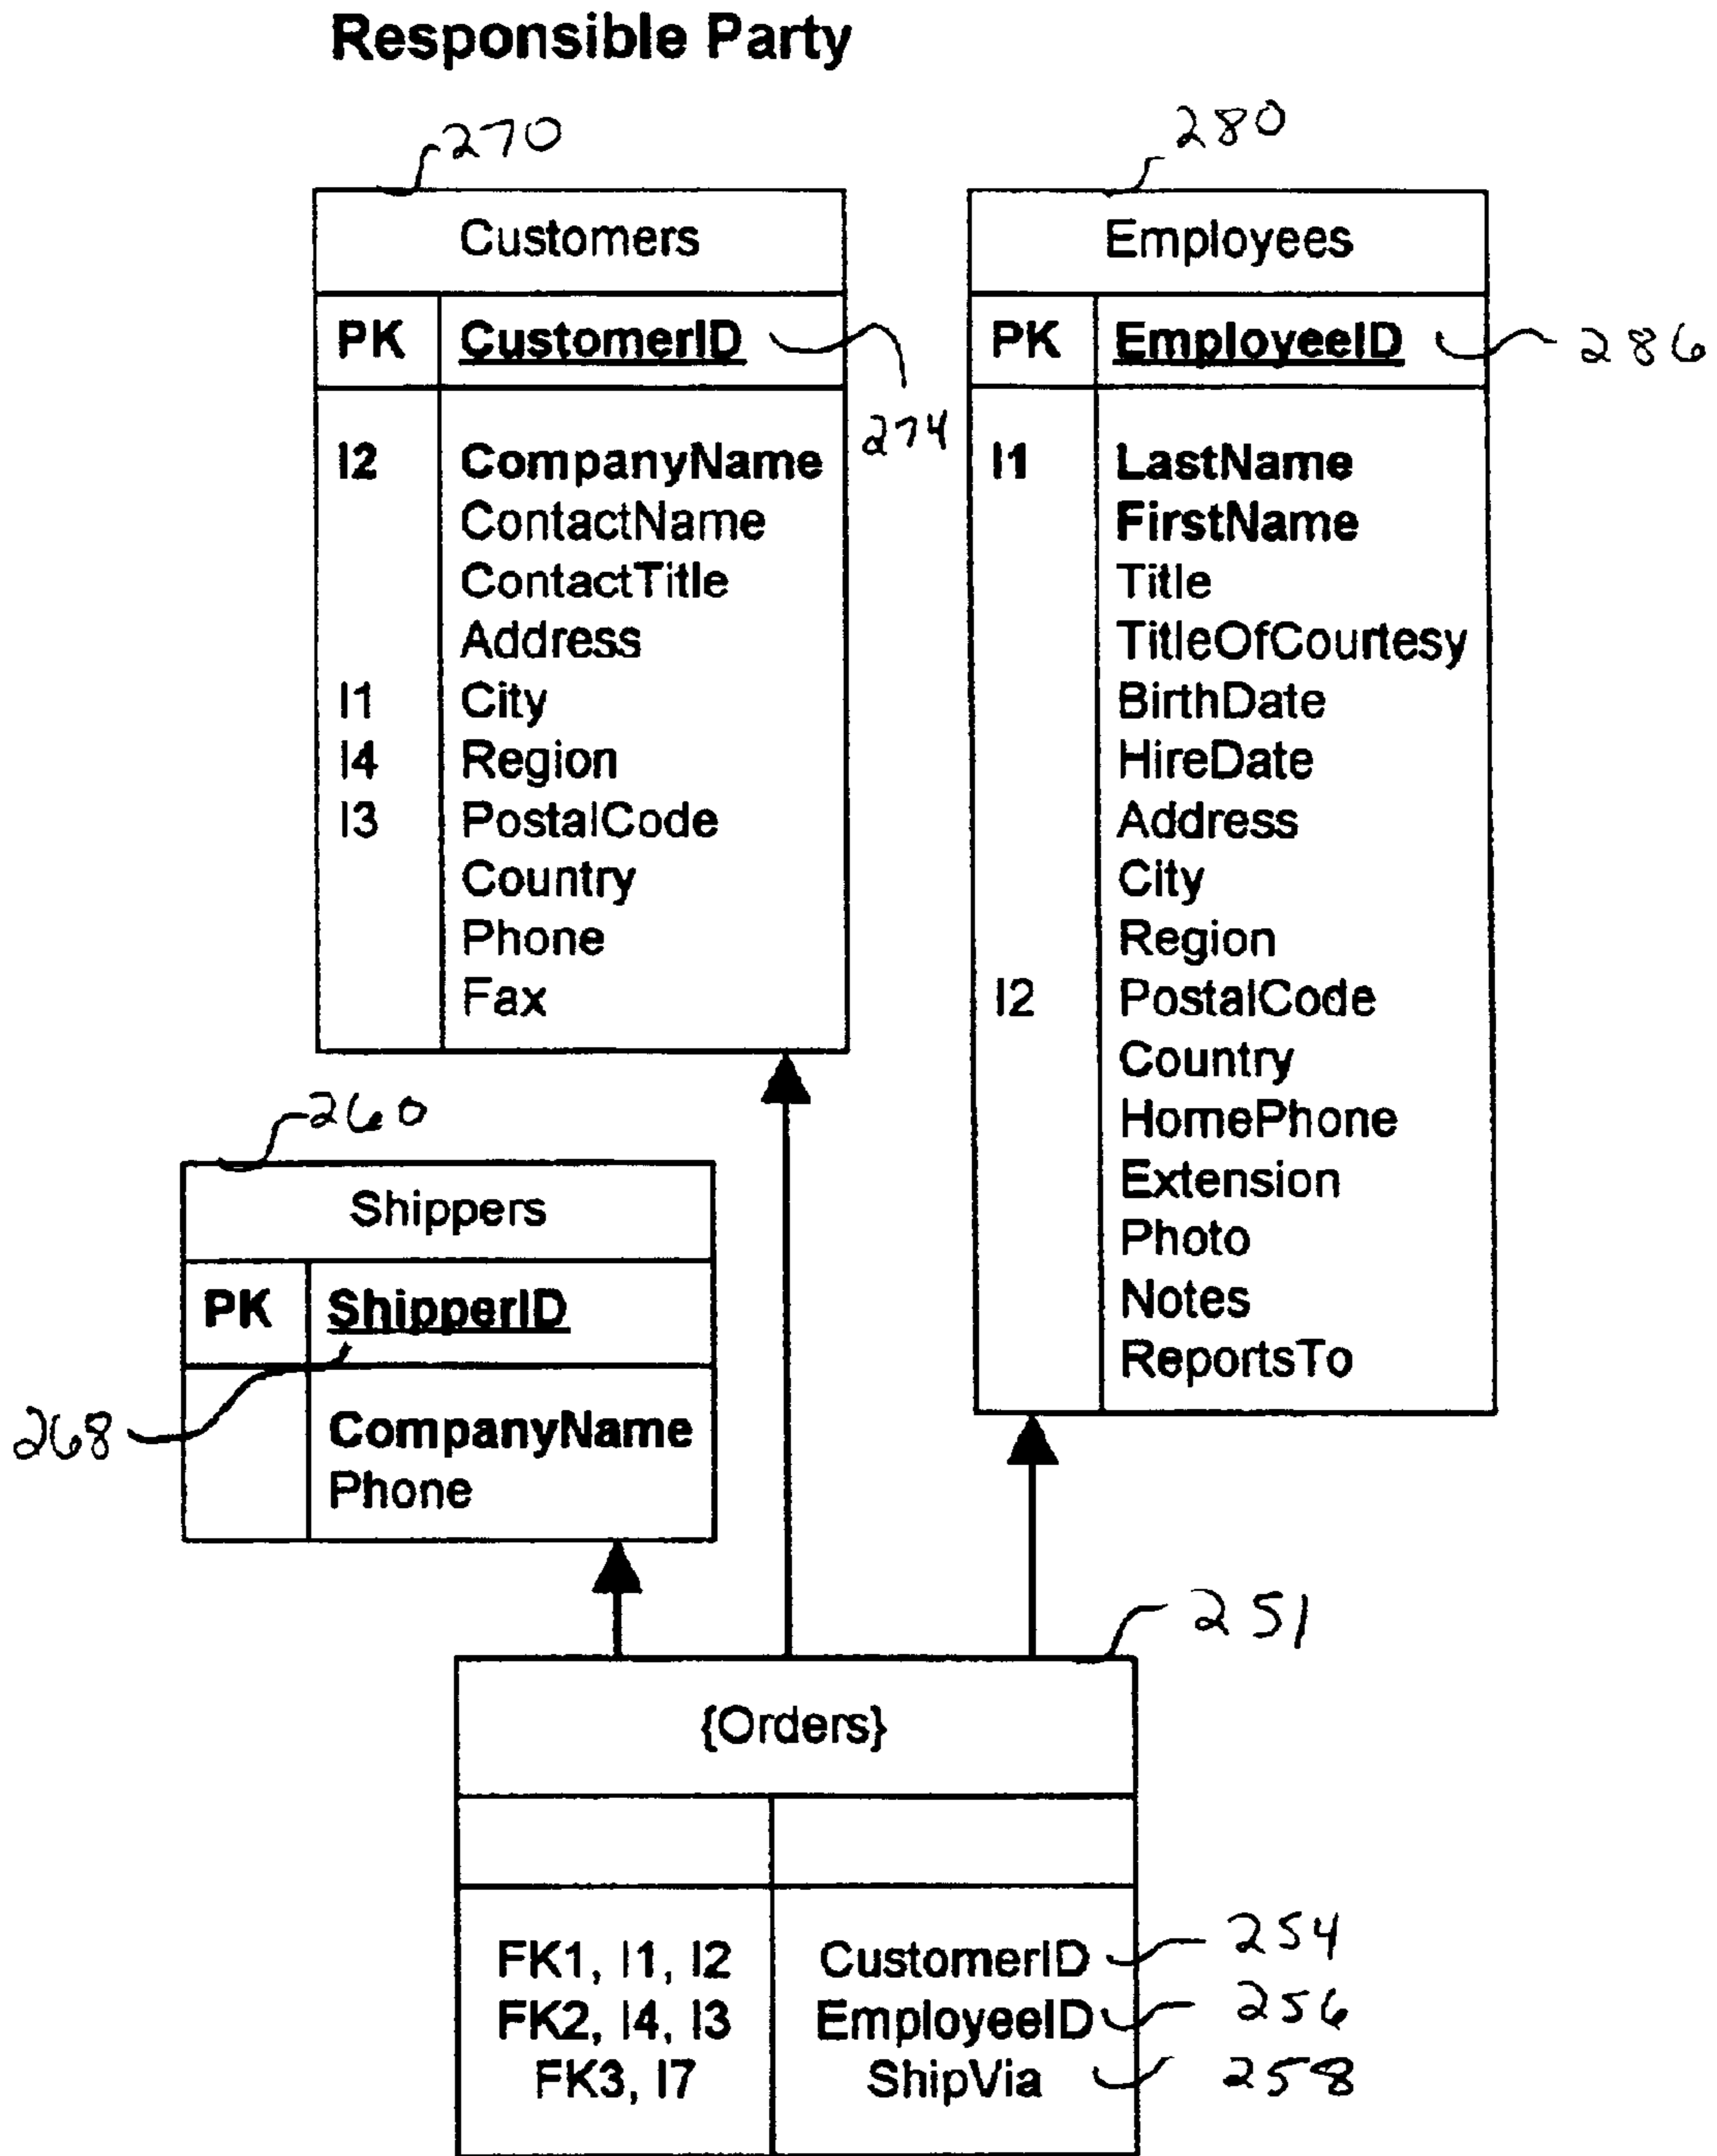 Responsible Party
270
Customers
PK CustomerID
274
I2 CompanyName
ContactName
ContactTitle
Address
I1 City
I4 Region
I3 PostalCode
Country
Phone
Fax
280
Employees
PK EmployeeID
286
I1 LastName
FirstName
Title
TitleOfCourtesy
BirthDate
HireDate
Address
City
Region
I2 PostalCode
Country
HomePhone
Extension
Photo
Notes
ReportsTo
260
Shippers
PK ShipperID
268
CompanyName
Phone
251
{Orders}
FK1, I1, I2 CustomerID 254
FK2, I4, I3 EmployeeID 256
FK3, I7 ShipVia 258